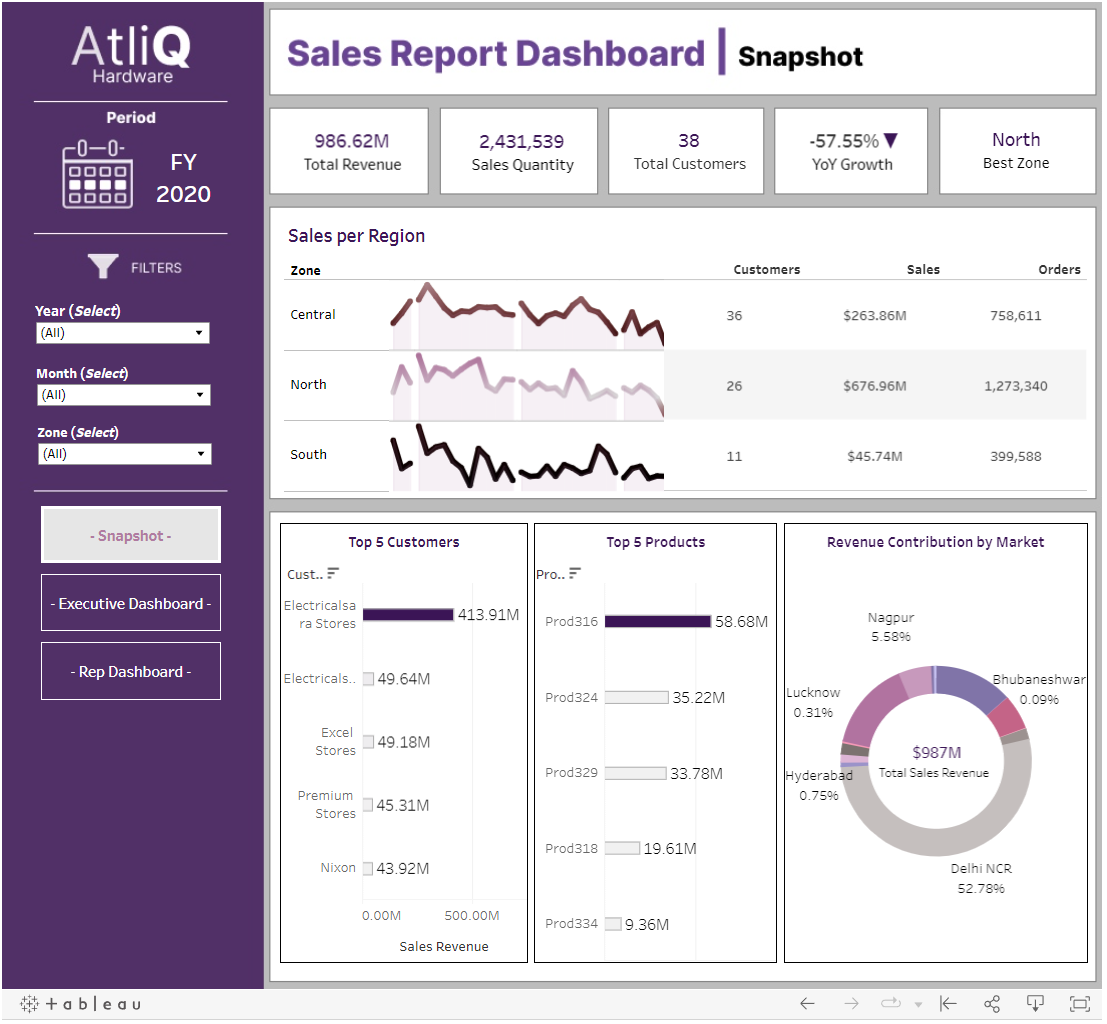 AtliQ
Hardware
Period
FY
2020
FILTERS
Year (Select)
(All)
Month (Select)
(All)
Zone (Select)
(All)
- Snapshot -
- Executive Dashboard -
- Rep Dashboard -
Sales Report Dashboard | Snapshot
986.62M
Total Revenue
2,431,539
Sales Quantity
38
Total Customers
-57.55% ▼
YoY Growth
North
Best Zone
Sales per Region
Zone Customers Sales Orders
Central 36 $263.86M 758,611
North 26 $676.96M 1,273,340
South 11 $45.74M 399,588
Top 5 Customers
Cust..
Electricalsa
ra Stores
413.91M
Electricals.. 49.64M
Excel
Stores
49.18M
Premium
Stores
45.31M
Nixon 43.92M
0.00M 500.00M
Sales Revenue
Top 5 Products
Pro..
Prod316 58.68M
Prod324 35.22M
Prod329 33.78M
Prod318 19.61M
Prod334 9.36M
Revenue Contribution by Market
Nagpur
5.58%
Bhubaneshwar
0.09%
Lucknow
0.31%
$987M
Total Sales Revenue
Hyderabad
0.75%
Delhi NCR
52.78%
+ a b l e a u